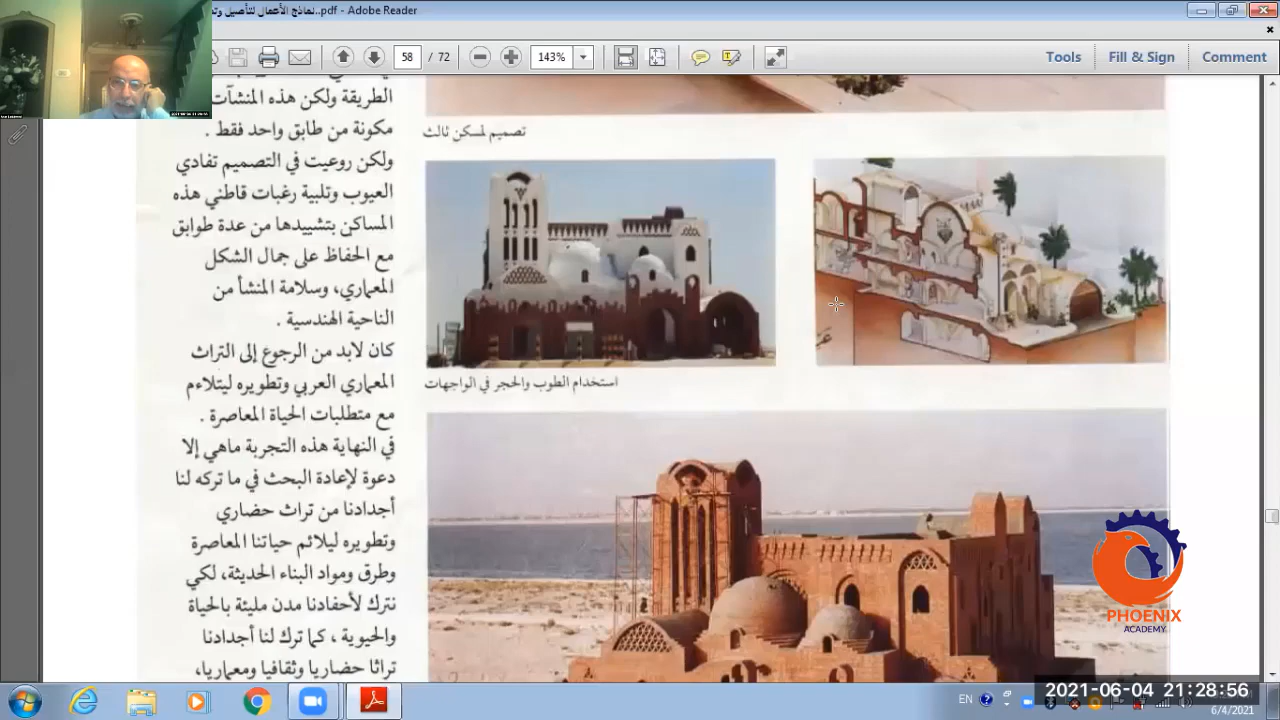 نماذج الأعمال لتأصيل وتم..pdf - Adobe Reader
58 / 72
143%
Tools
Fill & Sign
Comment
الطريقة ولكن هذه المنشآت
مكونة من طابق واحد فقط .
ولكن روعيت في التصميم تفادي
العيوب وتلبية رغبات قاطني هذه
المساكن بتشييدها من عدة طوابق
مع الحفاظ على جمال الشكل
المعماري، وسلامة المنشأ من
الناحية الهندسية .
كان لابد من الرجوع إلى التراث
المعماري العربي وتطويره ليتلاءم
مع متطلبات الحياة المعاصرة .
في النهاية هذه التجربة ماهي إلا
دعوة لإعادة البحث في ما تركه لنا
أجدادنا من تراث حضاري
وتطويره ليلائم حياتنا المعاصرة
وطرق ومواد البناء الحديثة، لكي
نترك لأحفادنا مدن مليئة بالحياة
والحيوية ، كما ترك لنا أجدادنا
تراثا حضاريا وثقافيا ومعماريا،
تصميم لمسكن ثالث
استخدام الطوب والحجر في الواجهات
PHOENIX
ACADEMY
EN
2021-06-04 21:28:56
6/4/2021